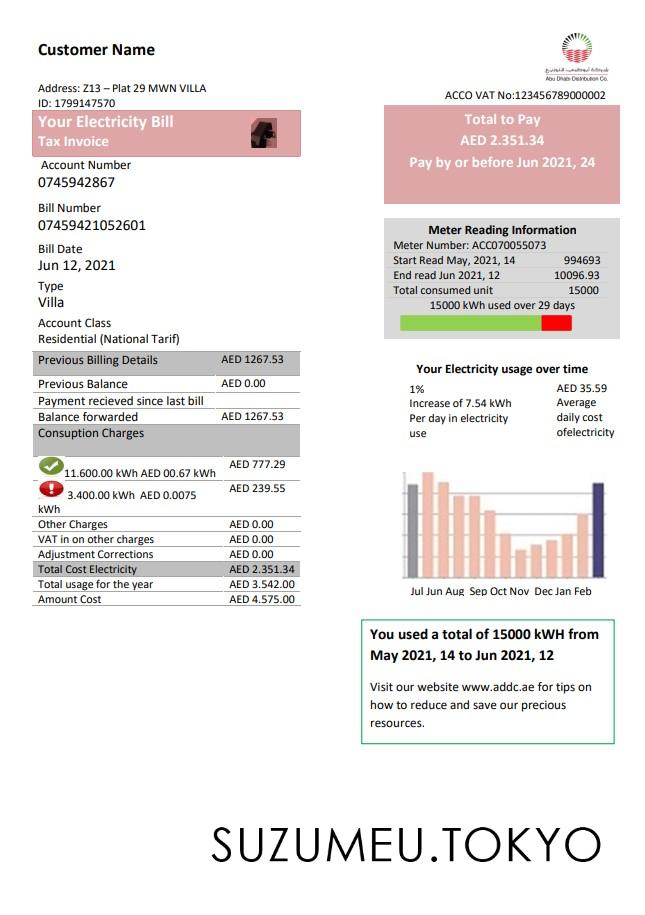 Customer Name
Abu Dhabi Distribution Co.
Address: Z13 – Plat 29 MWN VILLA
ID: 1799147570
ACCO VAT No:123456789000002
Your Electricity Bill
Tax Invoice
Total to Pay
AED 2.351.34
Pay by or before Jun 2021, 24
Account Number
0745942867
Bill Number
07459421052601
Bill Date
Jun 12, 2021
Type
Villa
Account Class
Residential (National Tarif)
Meter Reading Information
Meter Number: ACC070055073
Start Read May, 2021, 14 994693
End read Jun 2021, 12 10096.93
Total consumed unit 15000
15000 kWh used over 29 days
Previous Billing Details AED 1267.53
Previous Balance AED 0.00
Payment recieved since last bill
Balance forwarded AED 1267.53
Consuption Charges
11.600.00 kWh AED 00.67 kWh AED 777.29
3.400.00 kWh AED 0.0075 AED 239.55
kWh
Other Charges AED 0.00
VAT in on other charges AED 0.00
Adjustment Corrections AED 0.00
Total Cost Electricity AED 2.351.34
Total usage for the year AED 3.542.00
Amount Cost AED 4.575.00
Your Electricity usage over time
1%
Increase of 7.54 kWh
Per day in electricity
use
AED 35.59
Average
daily cost
ofelectricity
Jul Jun Aug Sep Oct Nov Dec Jan Feb
You used a total of 15000 kWH from
May 2021, 14 to Jun 2021, 12
Visit our website www.addc.ae for tips on
how to reduce and save our precious
resources.
SUZUMEU.TOKYO